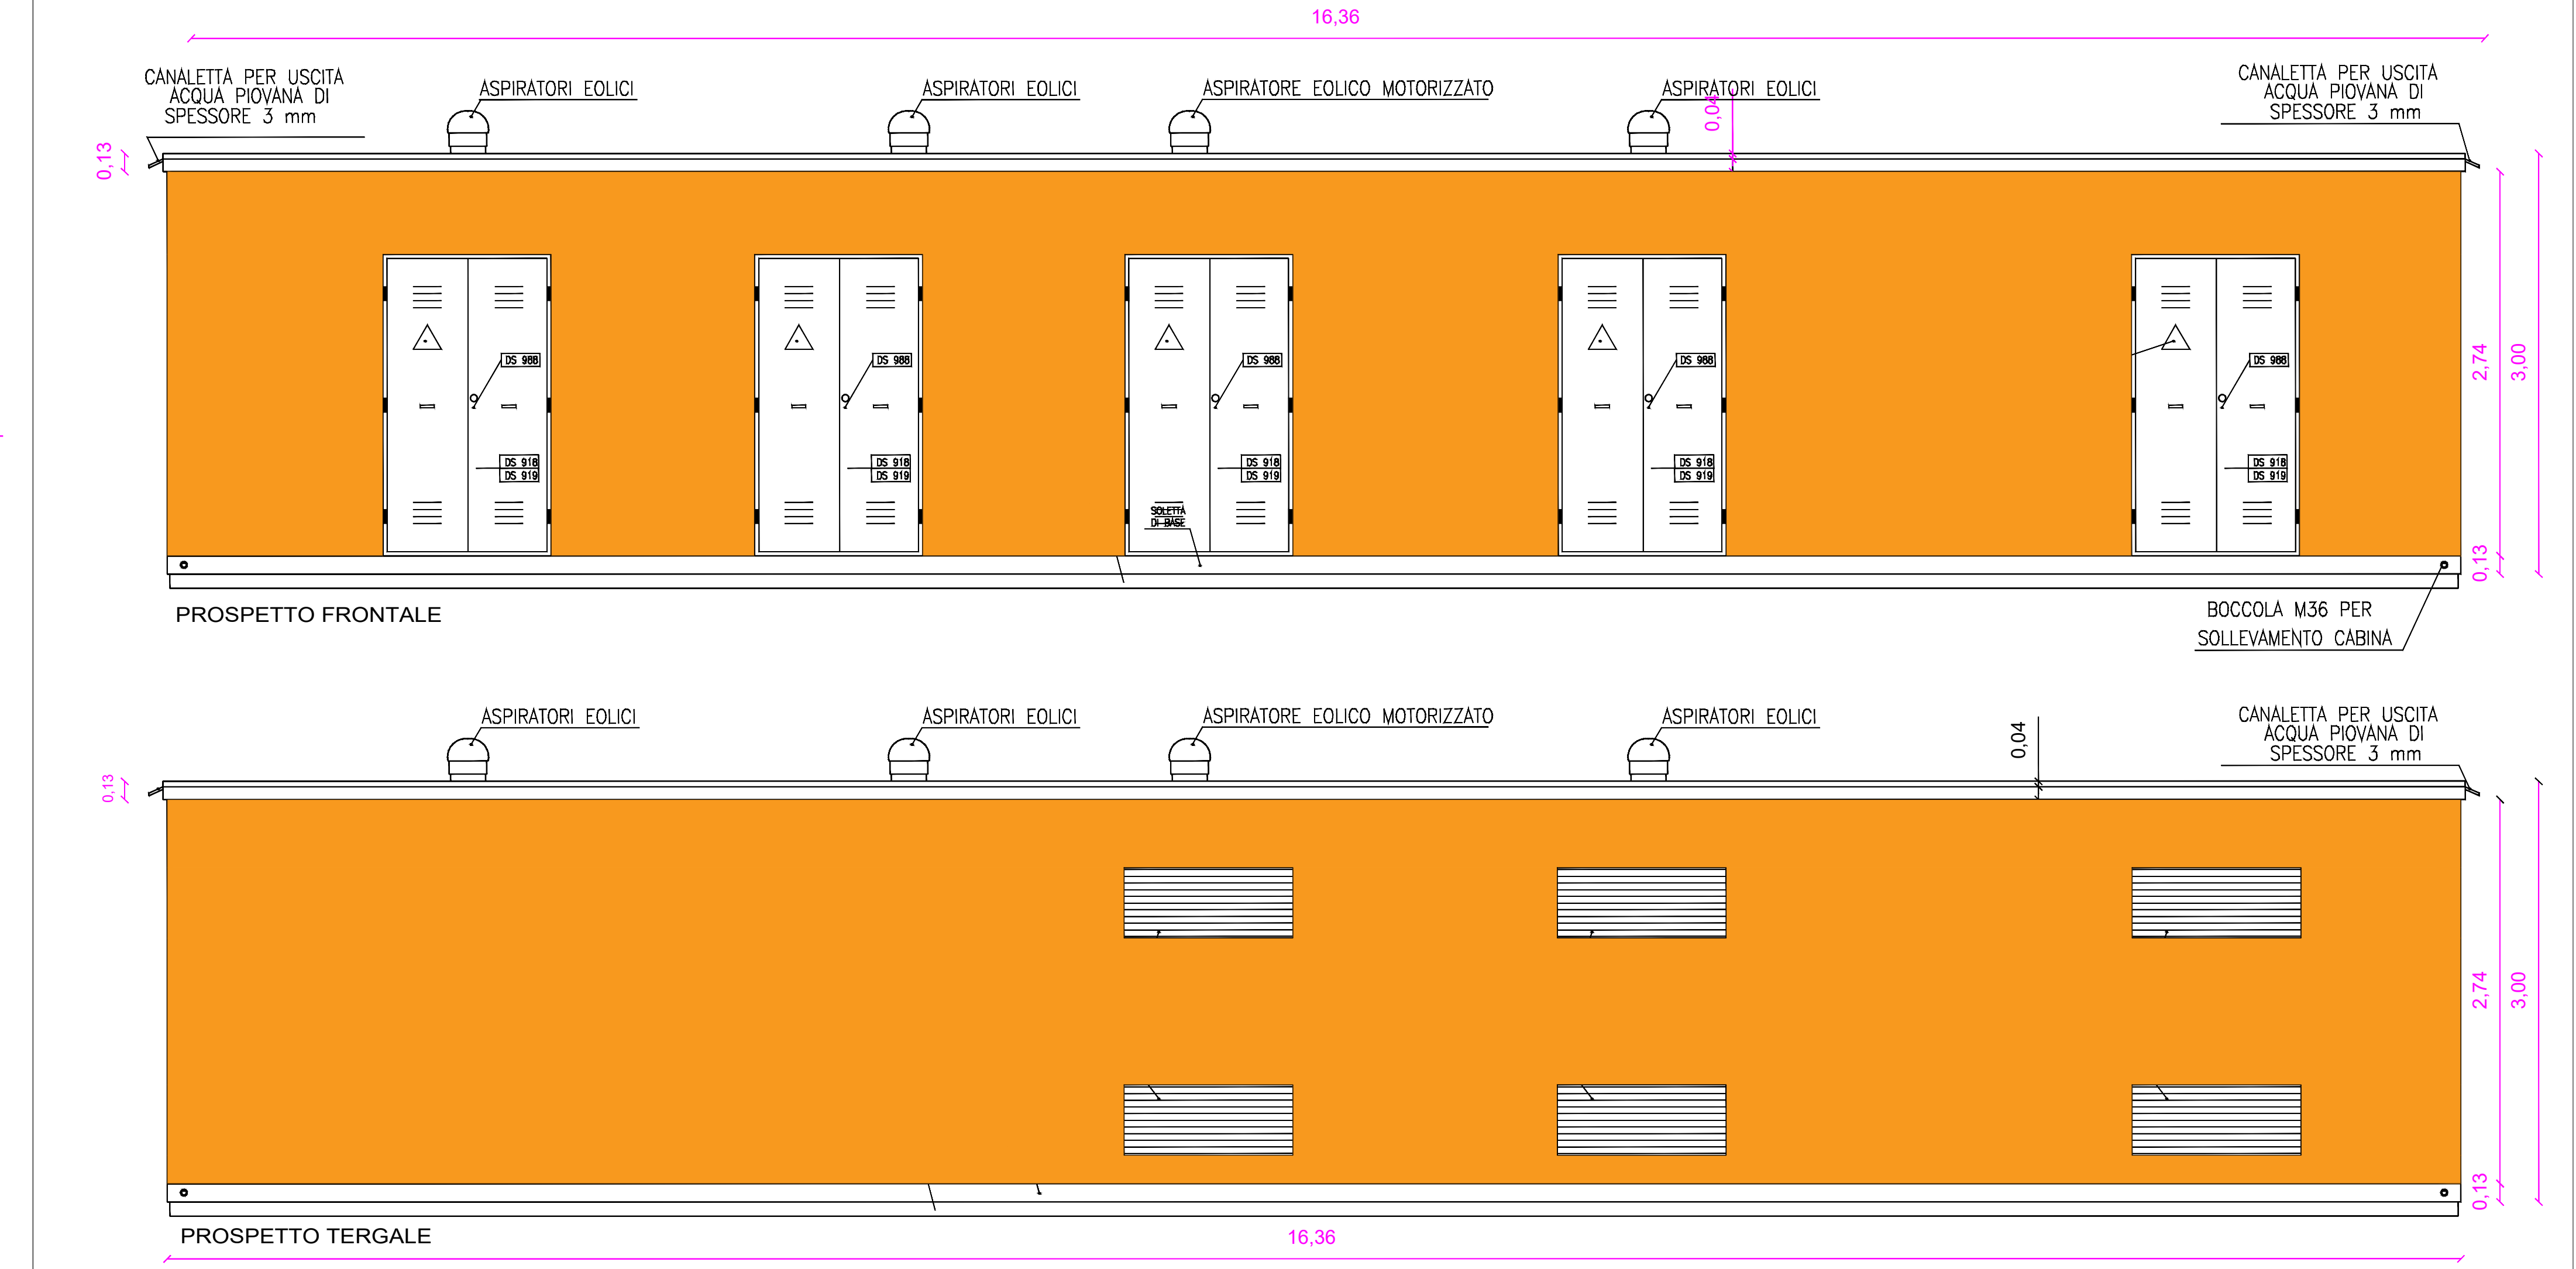 16,36
CANALETTA PER USCITA
ACQUA PIOVANA DI
SPESSORE 3 mm
ASPIRATORI EOLICI
ASPIRATORI EOLICI
ASPIRATORE EOLICO MOTORIZZATO
ASPIRATORI EOLICI
0,04
CANALETTA PER USCITA
ACQUA PIOVANA DI
SPESSORE 3 mm
0,13
DS 988
DS 988
DS 988
DS 988
DS 988
2,74
3,00
DS 918
DS 919
DS 918
DS 919
DS 918
DS 919
DS 918
DS 919
DS 918
DS 919
SOLETTA
DI BASE
0,13
PROSPETTO FRONTALE
BOCCOLA M36 PER
SOLLEVAMENTO CABINA
ASPIRATORI EOLICI
ASPIRATORI EOLICI
ASPIRATORE EOLICO MOTORIZZATO
ASPIRATORI EOLICI
0,04
CANALETTA PER USCITA
ACQUA PIOVANA DI
SPESSORE 3 mm
0,13
2,74
3,00
0,13
PROSPETTO TERGALE
16,36